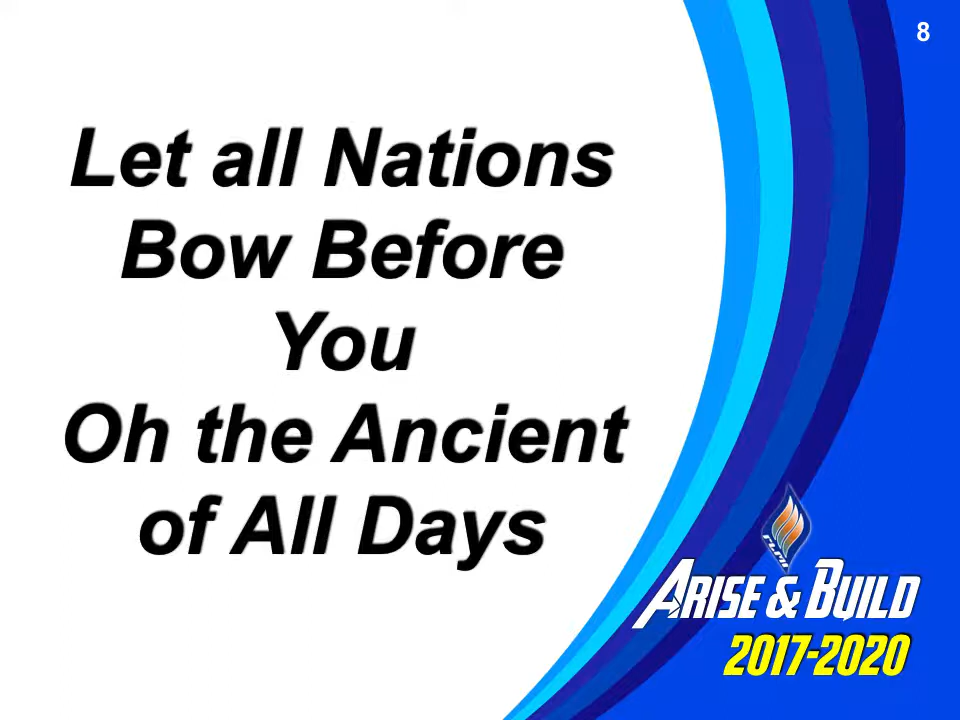 8
Let all Nations
Bow Before
You
Oh the Ancient
of All Days
ARISE & BUILD
2017-2020